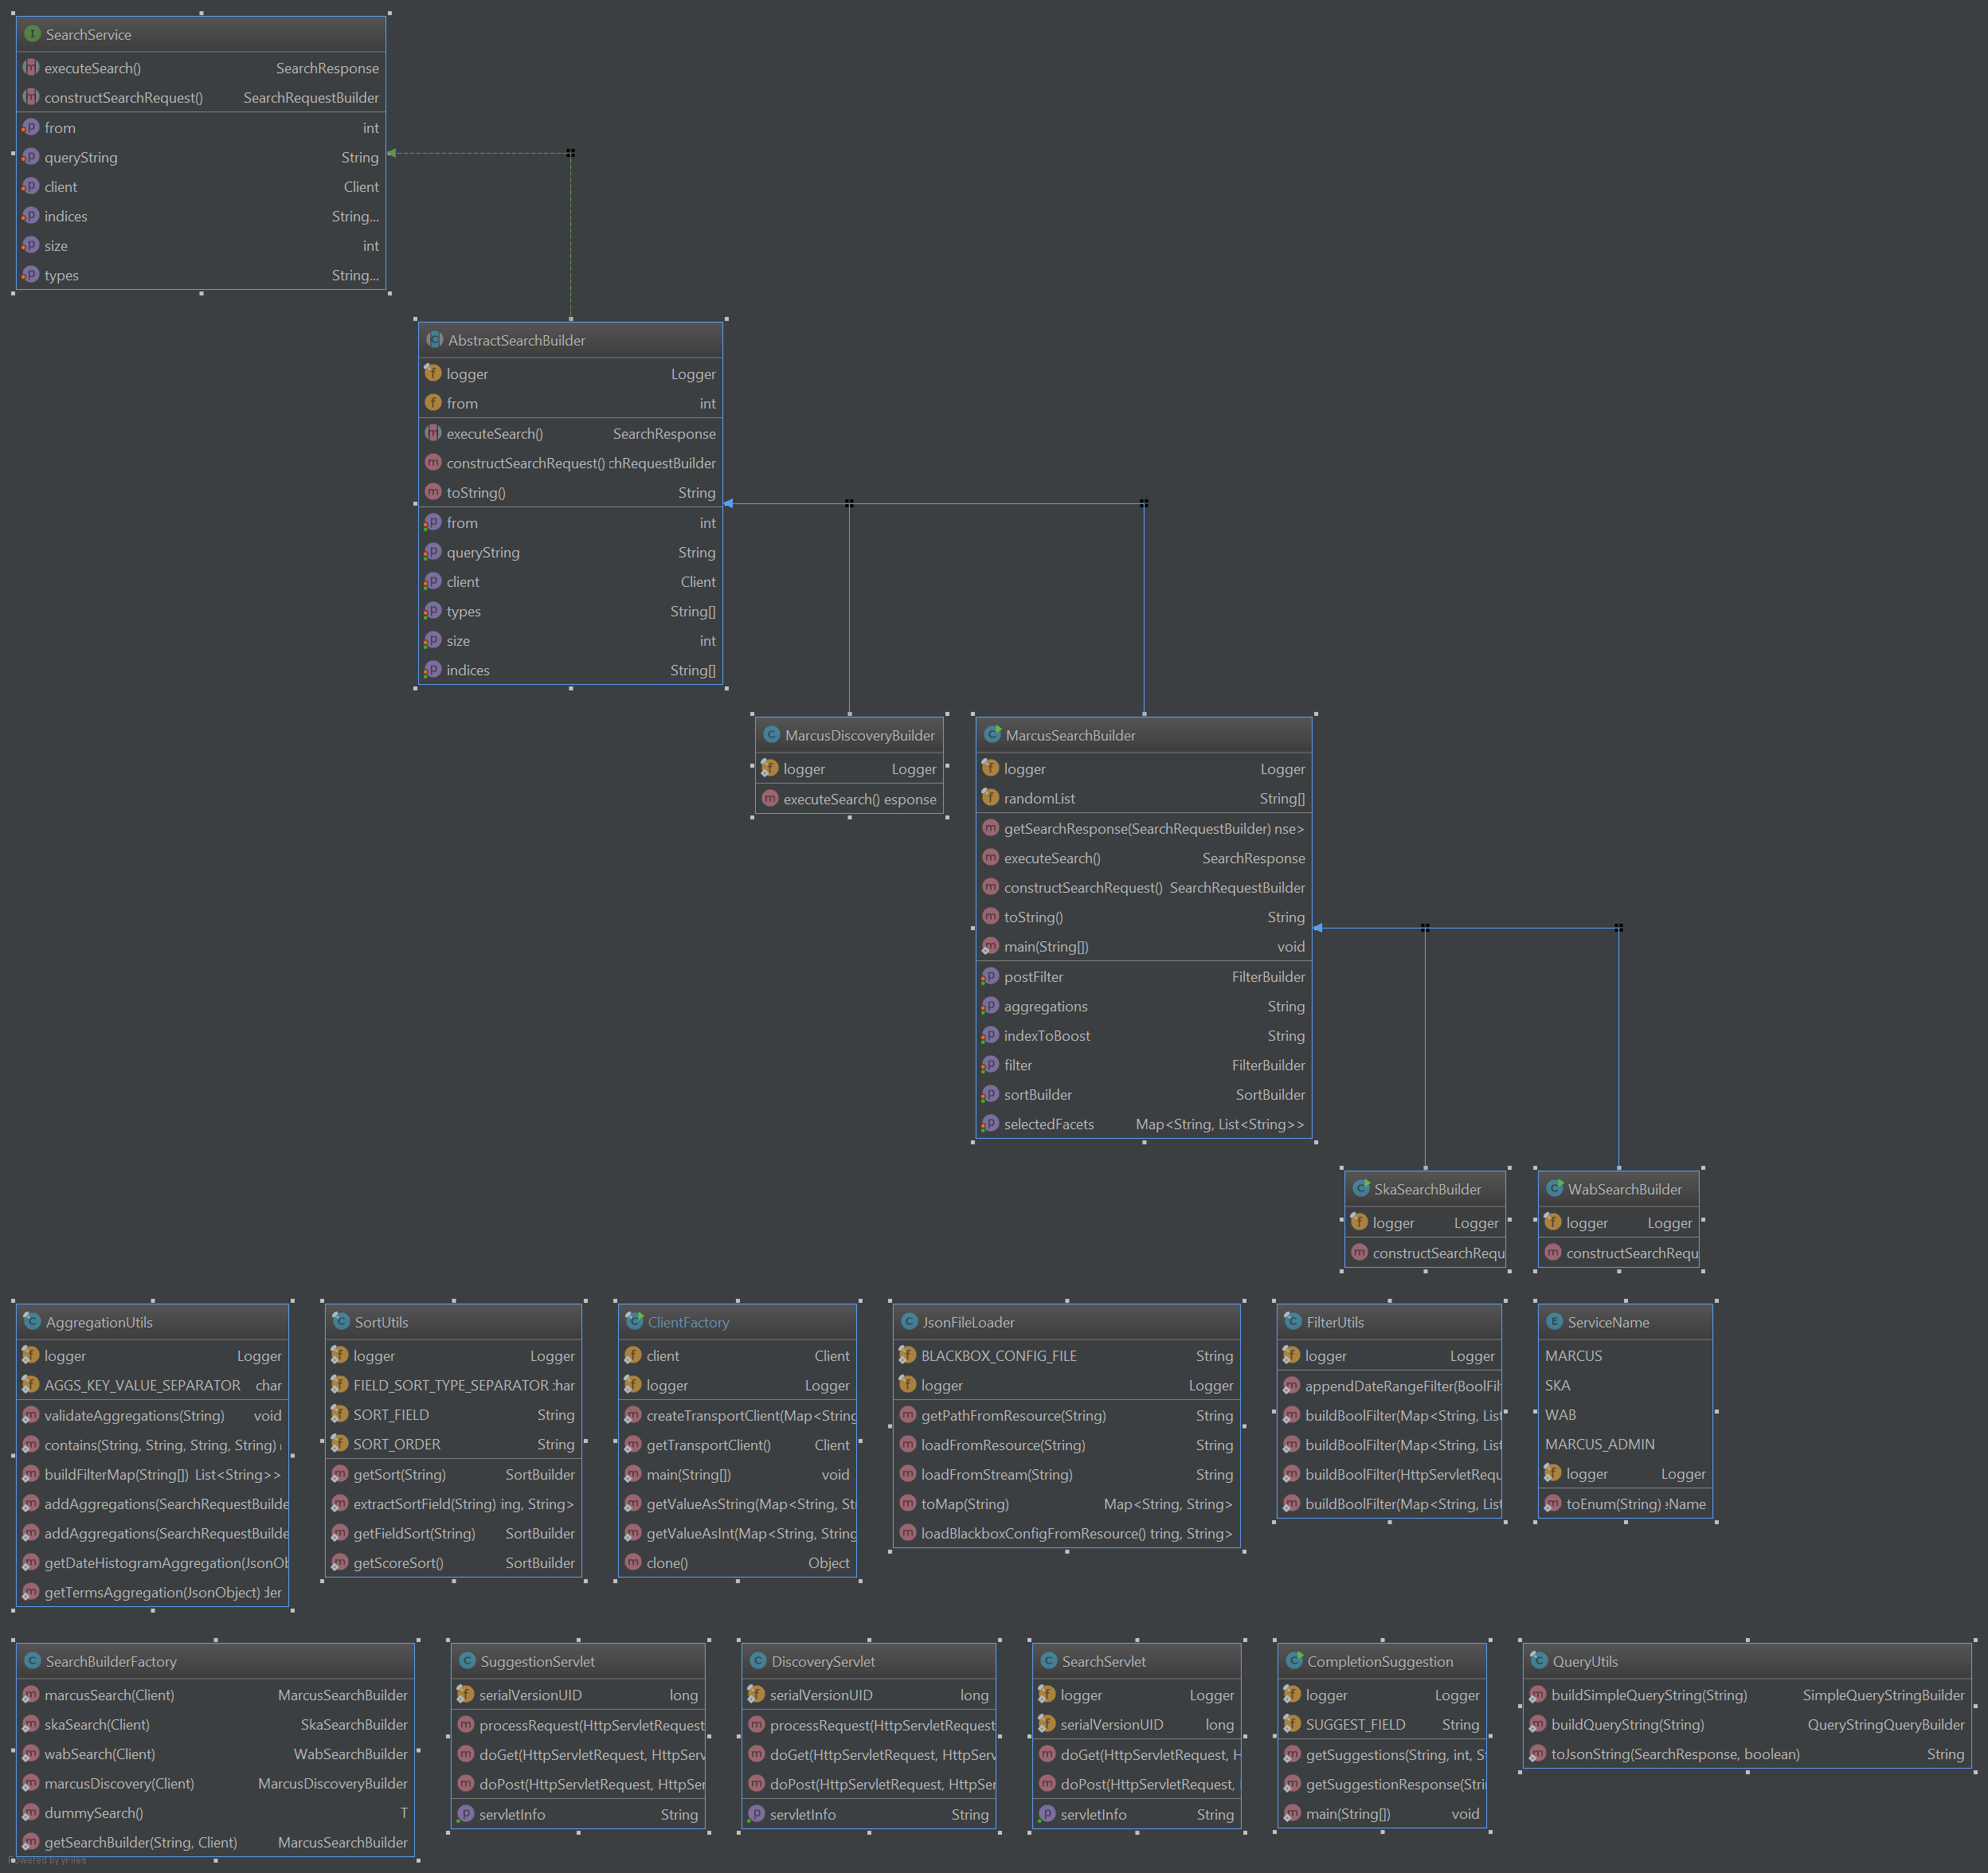 SearchService
executeSearch() SearchResponse
constructSearchRequest() SearchRequestBuilder
from int
queryString String
client Client
indices String...
size int
types String...
AbstractSearchBuilder
logger Logger
from int
executeSearch() SearchResponse
constructSearchRequest() chRequestBuilder
toString() String
from int
queryString String
client Client
types String[]
size int
indices String[]
MarcusDiscoveryBuilder
logger Logger
executeSearch() esponse
MarcusSearchBuilder
logger Logger
randomList String[]
getSearchResponse(SearchRequestBuilder) nse>
executeSearch() SearchResponse
constructSearchRequest() SearchRequestBuilder
toString() String
main(String[]) void
postFilter FilterBuilder
aggregations String
indexToBoost String
filter FilterBuilder
sortBuilder SortBuilder
selectedFacets Map<String, List<String>>
SkaSearchBuilder
logger Logger
constructSearchRequ
WabSearchBuilder
logger Logger
constructSearchRequ
AggregationUtils
logger Logger
AGGS_KEY_VALUE_SEPARATOR char
validateAggregations(String) void
contains(String, String, String, String)
buildFilterMap(String[]) List<String>>
addAggregations(SearchRequestBuilde
addAggregations(SearchRequestBuilde
getDateHistogramAggregation(JsonOb
getTermsAggregation(JsonObject) der
SortUtils
logger Logger
FIELD_SORT_TYPE_SEPARATOR char
SORT_FIELD String
SORT_ORDER String
getSort(String) SortBuilder
extractSortField(String) ing, String>
getFieldSort(String) SortBuilder
getScoreSort() SortBuilder
ClientFactory
client Client
logger Logger
createTransportClient(Map<String
getTransportClient() Client
main(String[]) void
getValueAsString(Map<String, Str
getValueAsInt(Map<String, String
clone() Object
JsonFileLoader
BLACKBOX_CONFIG_FILE String
logger Logger
getPathFromResource(String) String
loadFromResource(String) String
loadFromStream(String) String
toMap(String) Map<String, String>
loadBlackboxConfigFromResource() tring, String>
FilterUtils
logger Logger
appendDateRangeFilter(BoolFil
buildBoolFilter(Map<String, List
buildBoolFilter(Map<String, List
buildBoolFilter(HttpServletRequ
buildBoolFilter(Map<String, List
ServiceName
MARCUS
SKA
WAB
MARCUS_ADMIN
logger Logger
toEnum(String) eName
SearchBuilderFactory
marcusSearch(Client) MarcusSearchBuilder
skaSearch(Client) SkaSearchBuilder
wabSearch(Client) WabSearchBuilder
marcusDiscovery(Client) MarcusDiscoveryBuilder
dummySearch() T
getSearchBuilder(String, Client) MarcusSearchBuilder
SuggestionServlet
serialVersionUID long
processRequest(HttpServletRequest
doGet(HttpServletRequest, HttpServ
doPost(HttpServletRequest, HttpSer
servletInfo String
DiscoveryServlet
serialVersionUID long
processRequest(HttpServletRequest
doGet(HttpServletRequest, HttpServ
doPost(HttpServletRequest, HttpSer
servletInfo String
SearchServlet
logger Logger
serialVersionUID long
doGet(HttpServletRequest, H
doPost(HttpServletRequest,
servletInfo String
CompletionSuggestion
logger Logger
SUGGEST_FIELD String
getSuggestions(String, int, St
getSuggestionResponse(Stri
main(String[]) void
QueryUtils
buildSimpleQueryString(String) SimpleQueryStringBuilder
buildQueryString(String) QueryStringQueryBuilder
toJsonString(SearchResponse, boolean) String
Powered by yFiles